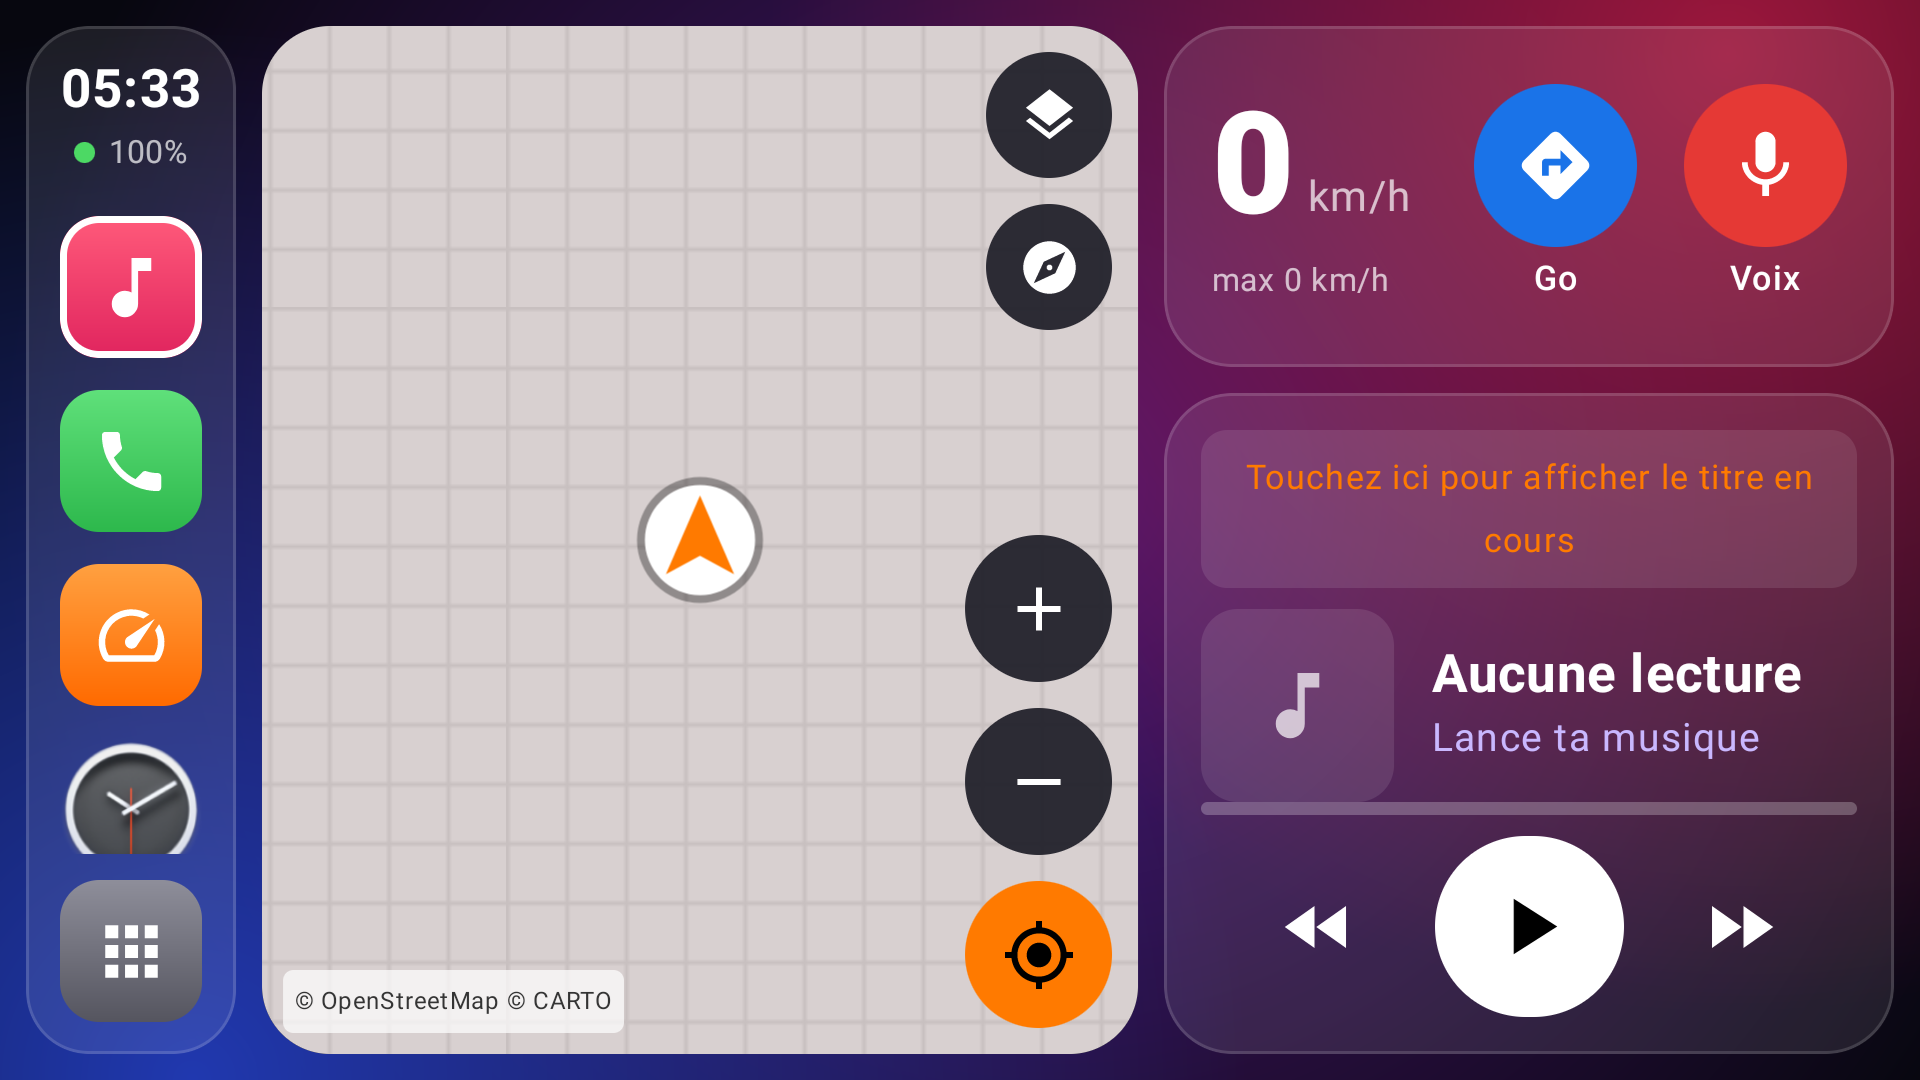 05:33
100%
© OpenStreetMap © CARTO
0 km/h
max 0 km/h
Go
Voix
Touchez ici pour afficher le titre en
cours
Aucune lecture
Lance ta musique